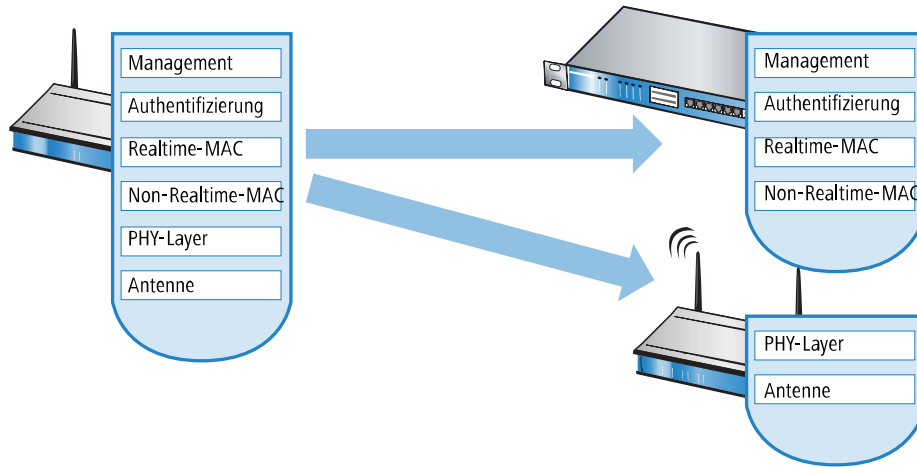 Management
Authentifizierung
Realtime-MAC
Non-Realtime-MAC
PHY-Layer
Antenne
Management
Authentifizierung
Realtime-MAC
Non-Realtime-MAC
PHY-Layer
Antenne